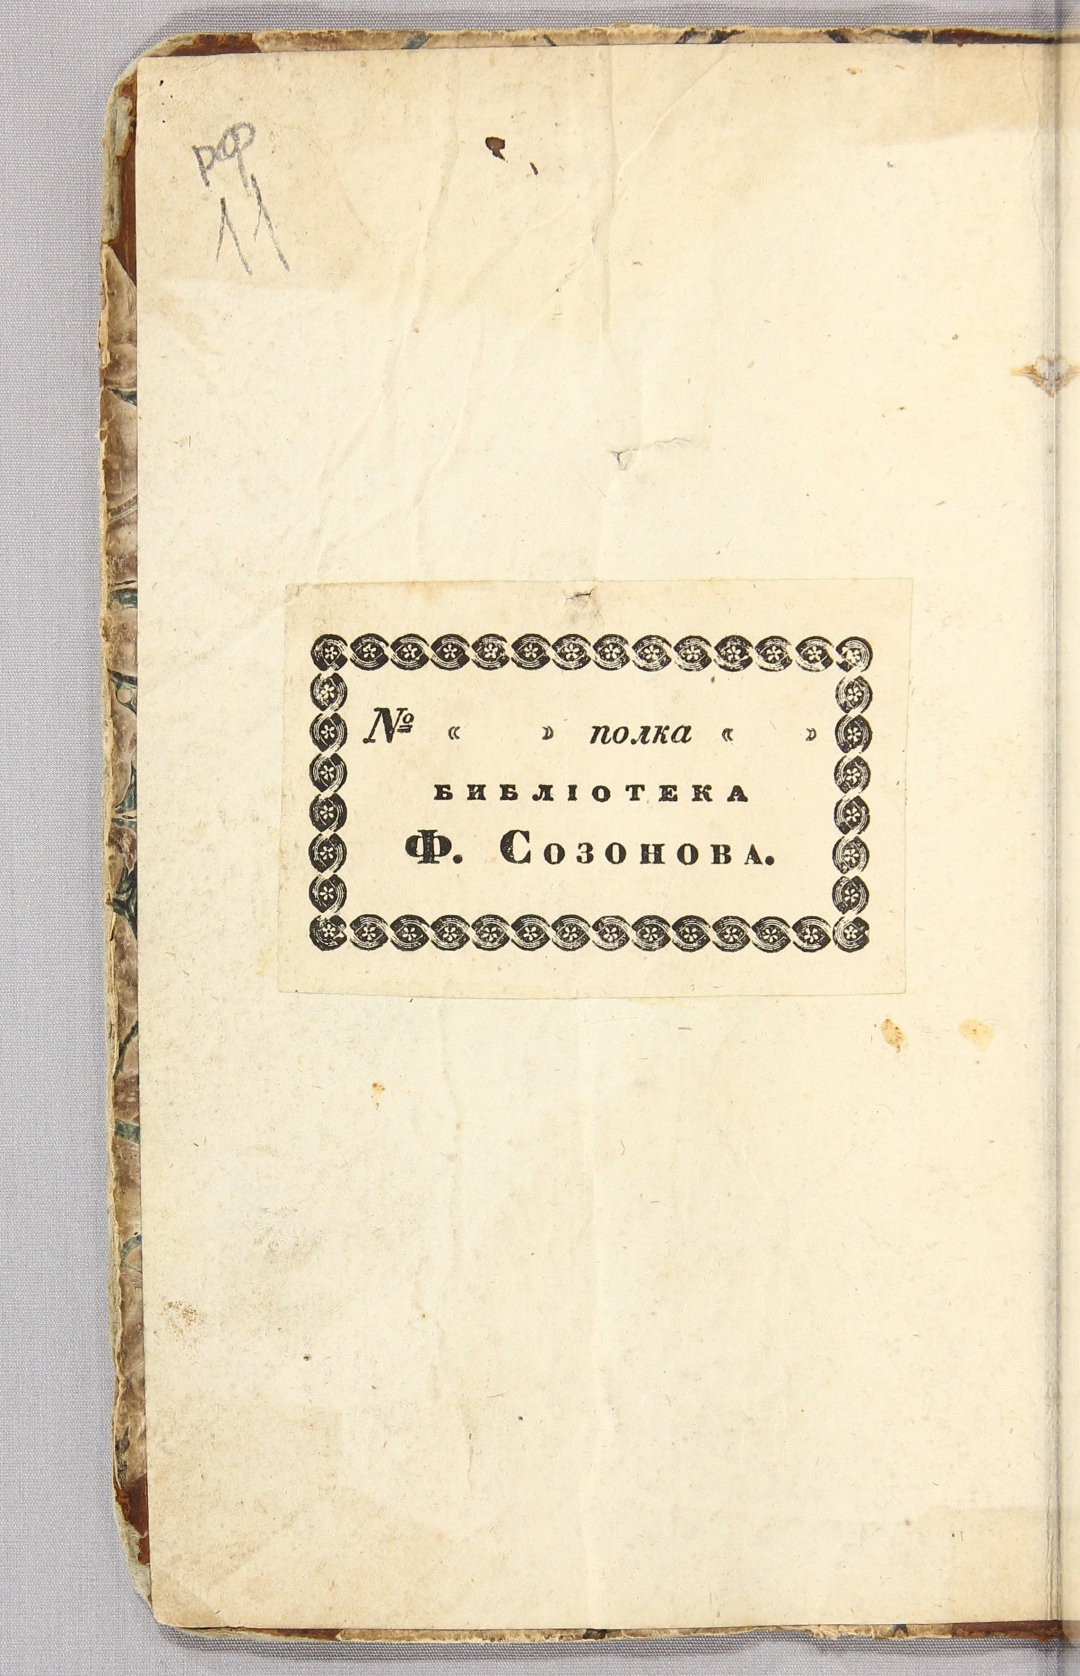 рф
11
№ « » полка « »
БИБЛІОТЕКА
Ф. Созонова.